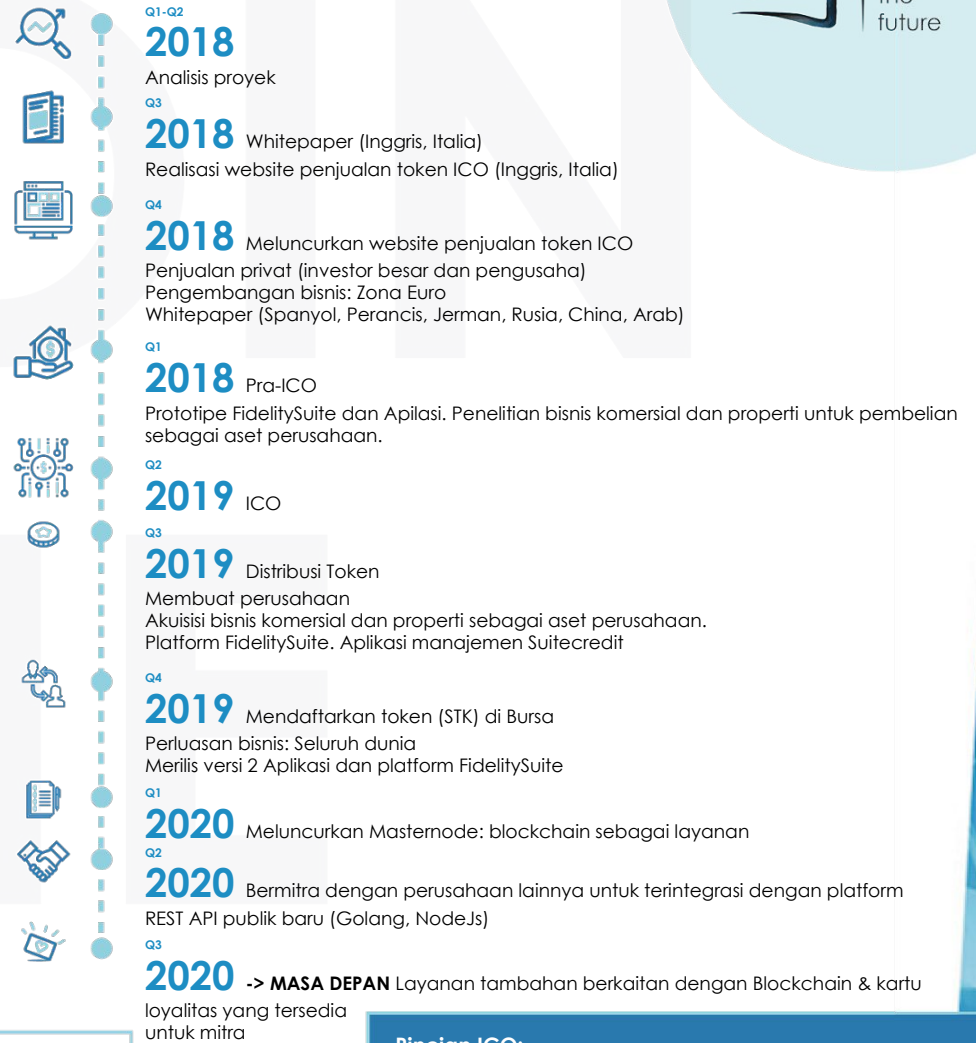 future
Q1-Q2
2018
Analisis proyek
Q3
2018 Whitepaper (Inggris, Italia)
Realisasi website penjualan token ICO (Inggris, Italia)
Q4
2018 Meluncurkan website penjualan token ICO
Penjualan privat (investor besar dan pengusaha)
Pengembangan bisnis: Zona Euro
Whitepaper (Spanyol, Perancis, Jerman, Rusia, China, Arab)
Q1
2018 Pra-ICO
Prototipe FidelitySuite dan Apilasi. Penelitian bisnis komersial dan properti untuk pembelian
sebagai aset perusahaan.
Q2
2019 ICO
Q3
2019 Distribusi Token
Membuat perusahaan
Akuisisi bisnis komersial dan properti sebagai aset perusahaan.
Platform FidelitySuite. Aplikasi manajemen Suitecredit
Q4
2019 Mendaftarkan token (STK) di Bursa
Perluasan bisnis: Seluruh dunia
Merilis versi 2 Aplikasi dan platform FidelitySuite
Q1
2020 Meluncurkan Masternode: blockchain sebagai layanan
Q2
2020 Bermitra dengan perusahaan lainnya untuk terintegrasi dengan platform
REST API publik baru (Golang, NodeJs)
Q3
2020 -> MASA DEPAN Layanan tambahan berkaitan dengan Blockchain & kartu
loyalitas yang tersedia
untuk mitra